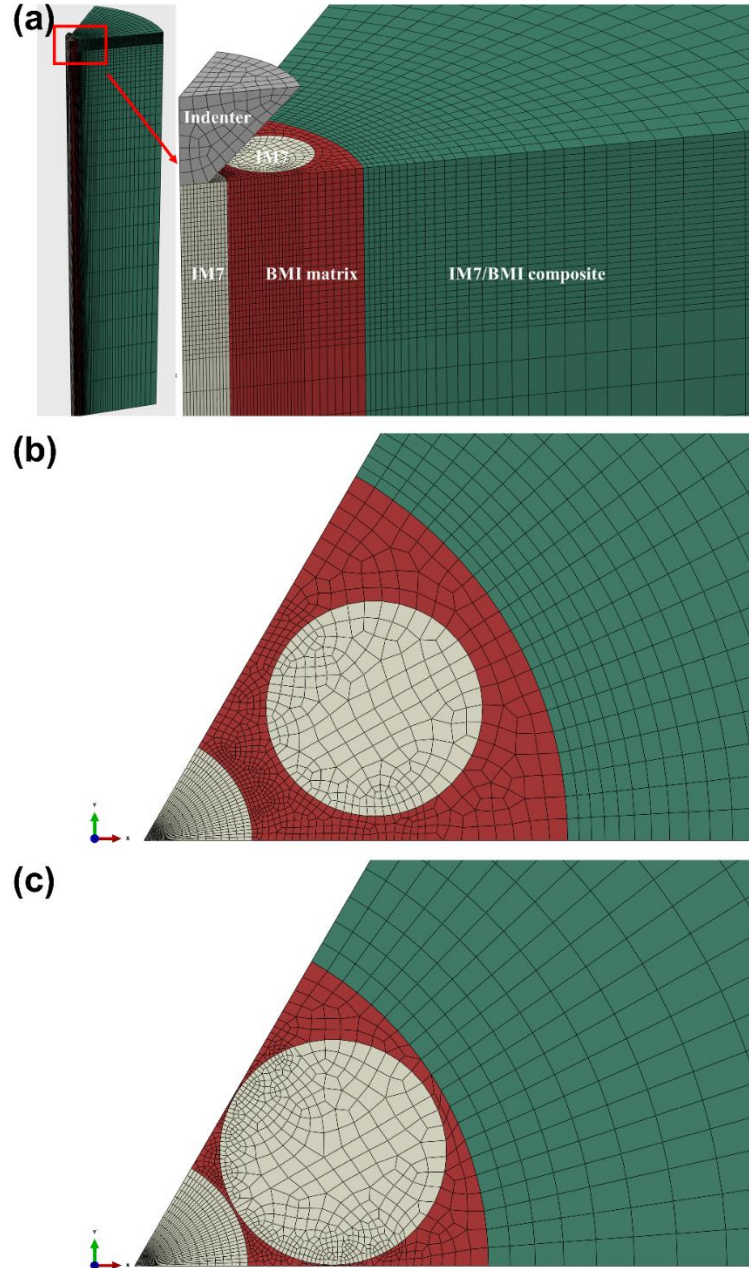 (a)
Indenter
IM7
IM7 BMI matrix IM7/BMI composite
(b)
Y
X
(c)
Y
X